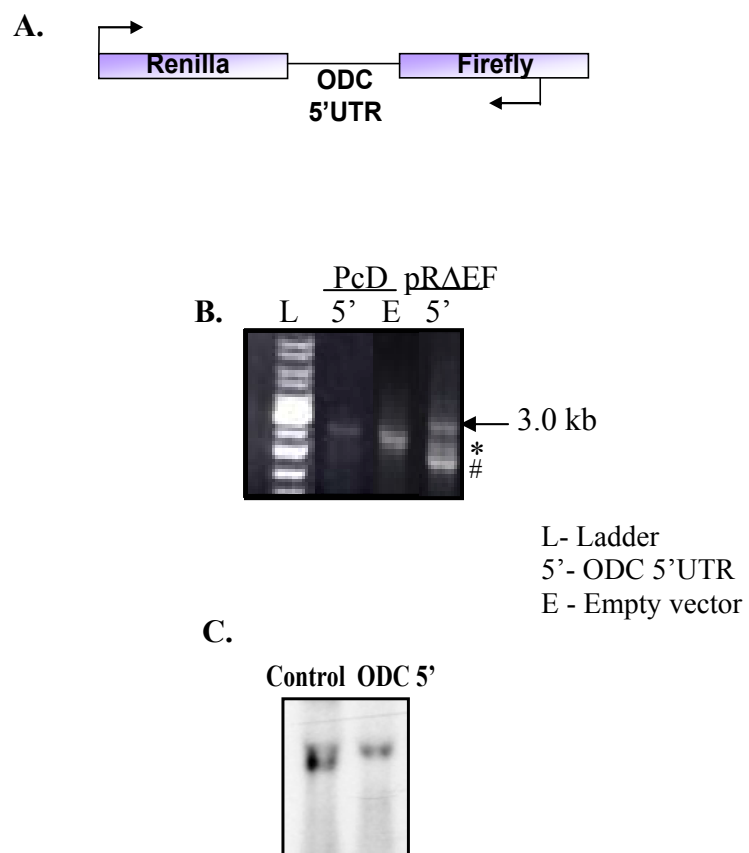 A.
Renilla
ODC
5'UTR
Firefly
B.
PcD pRΔEF
L 5' E 5'
3.0 kb
*
#
L- Ladder
5'- ODC 5'UTR
E - Empty vector
C.
Control ODC 5'